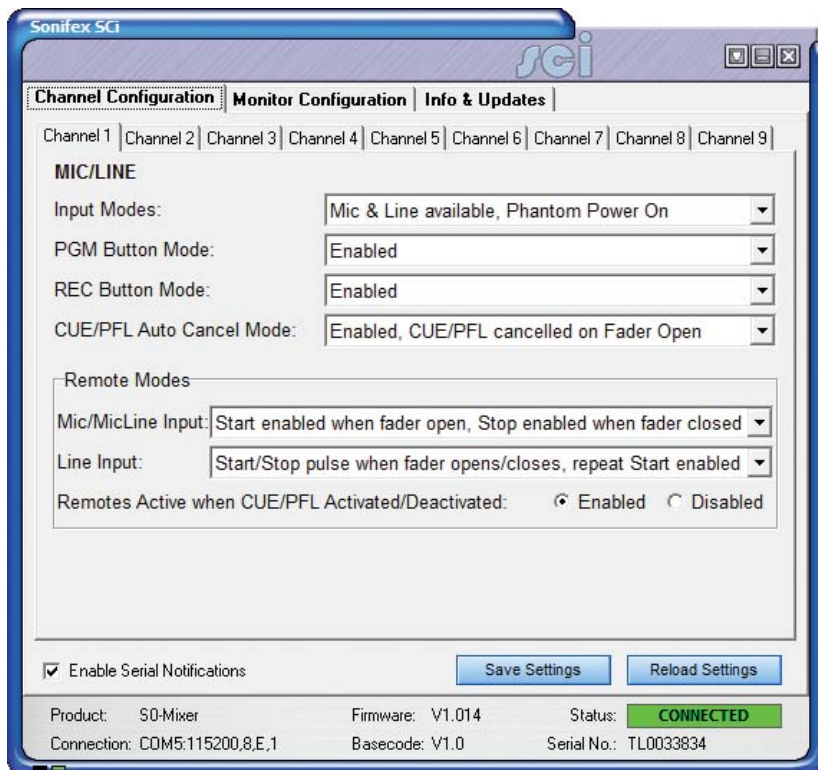 Sonifex SCi
sci
Channel Configuration Monitor Configuration Info & Updates
Channel 1 Channel 2 Channel 3 Channel 4 Channel 5 Channel 6 Channel 7 Channel 8 Channel 9
MIC/LINE
Input Modes: Mic & Line available, Phantom Power On
PGM Button Mode: Enabled
REC Button Mode: Enabled
CUE/PFL Auto Cancel Mode: Enabled, CUE/PFL cancelled on Fader Open
Remote Modes
Mic/MicLine Input: Start enabled when fader open, Stop enabled when fader closed
Line Input: Start/Stop pulse when fader opens/closes, repeat Start enabled
Remotes Active when CUE/PFL Activated/Deactivated: Enabled Disabled
Enable Serial Notifications Save Settings Reload Settings
Product: S0-Mixer Firmware: V1.014 Status: CONNECTED
Connection: COM5:115200,8,E,1 Basecode: V1.0 Serial No.: TL0033834